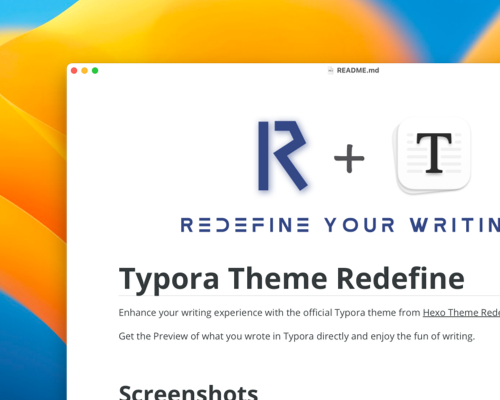 README.md
R + T
REDEFINE YOUR WRITIN
Typora Theme Redefine
Enhance your writing experience with the official Typora theme from Hexo Theme Rede
Get the Preview of what you wrote in Typora directly and enjoy the fun of writing.
Screenshots